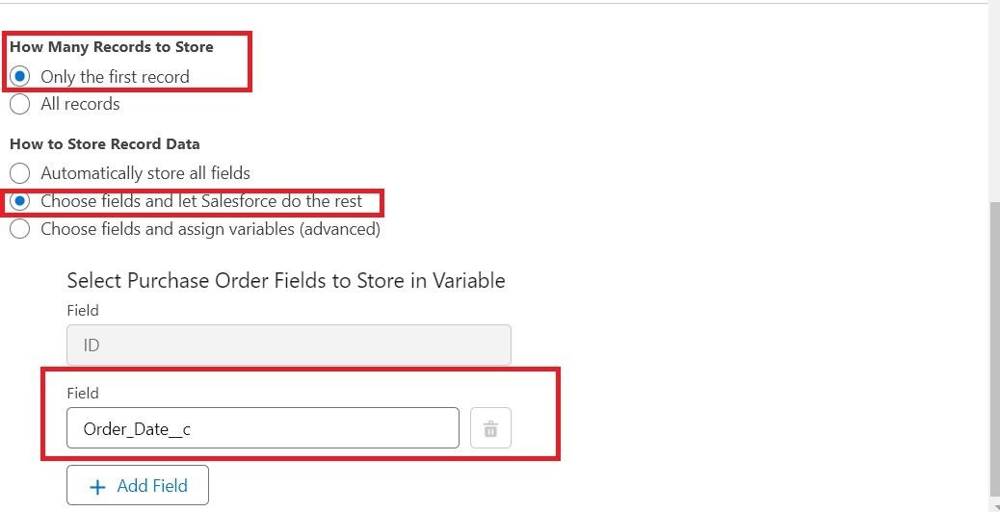 How Many Records to Store
Only the first record
All records
How to Store Record Data
Automatically store all fields
Choose fields and let Salesforce do the rest
Choose fields and assign variables (advanced)
Select Purchase Order Fields to Store in Variable
Field
ID
Field
Order_Date__c
+ Add Field